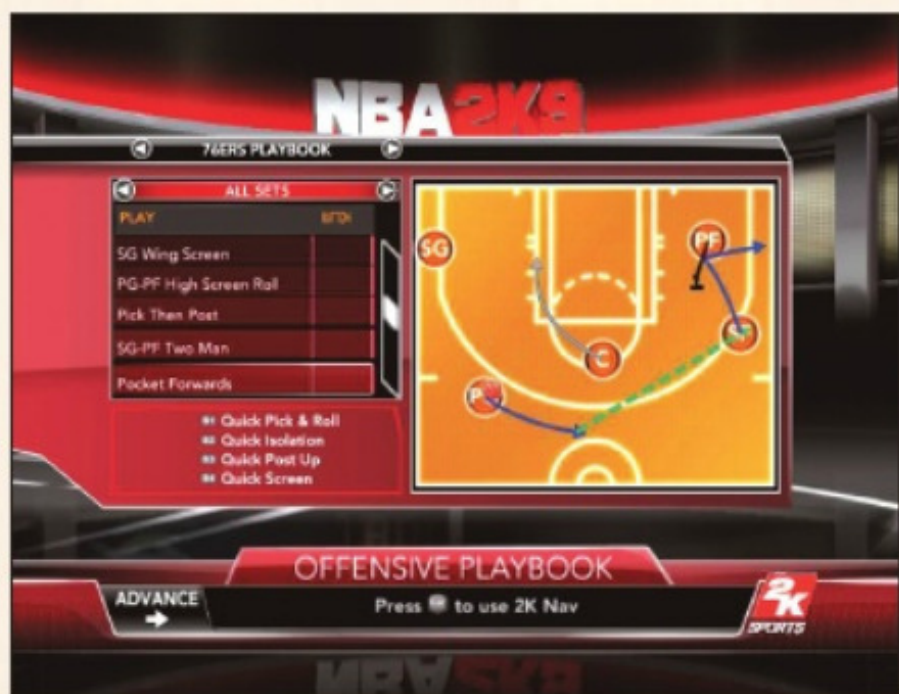 NBA 2K9
76ERS PLAYBOOK
ALL SETS
PLAY
SG Wing Screen
PG-PF High Screen Roll
Pick Then Post
SG-PF Two Man
Pocket Forwards
Quick Pick & Roll
Quick Isolation
Quick Post Up
Quick Screen
SG
PF
C
OFFENSIVE PLAYBOOK
ADVANCE
Press to use 2K Nav
2K
SPORTS